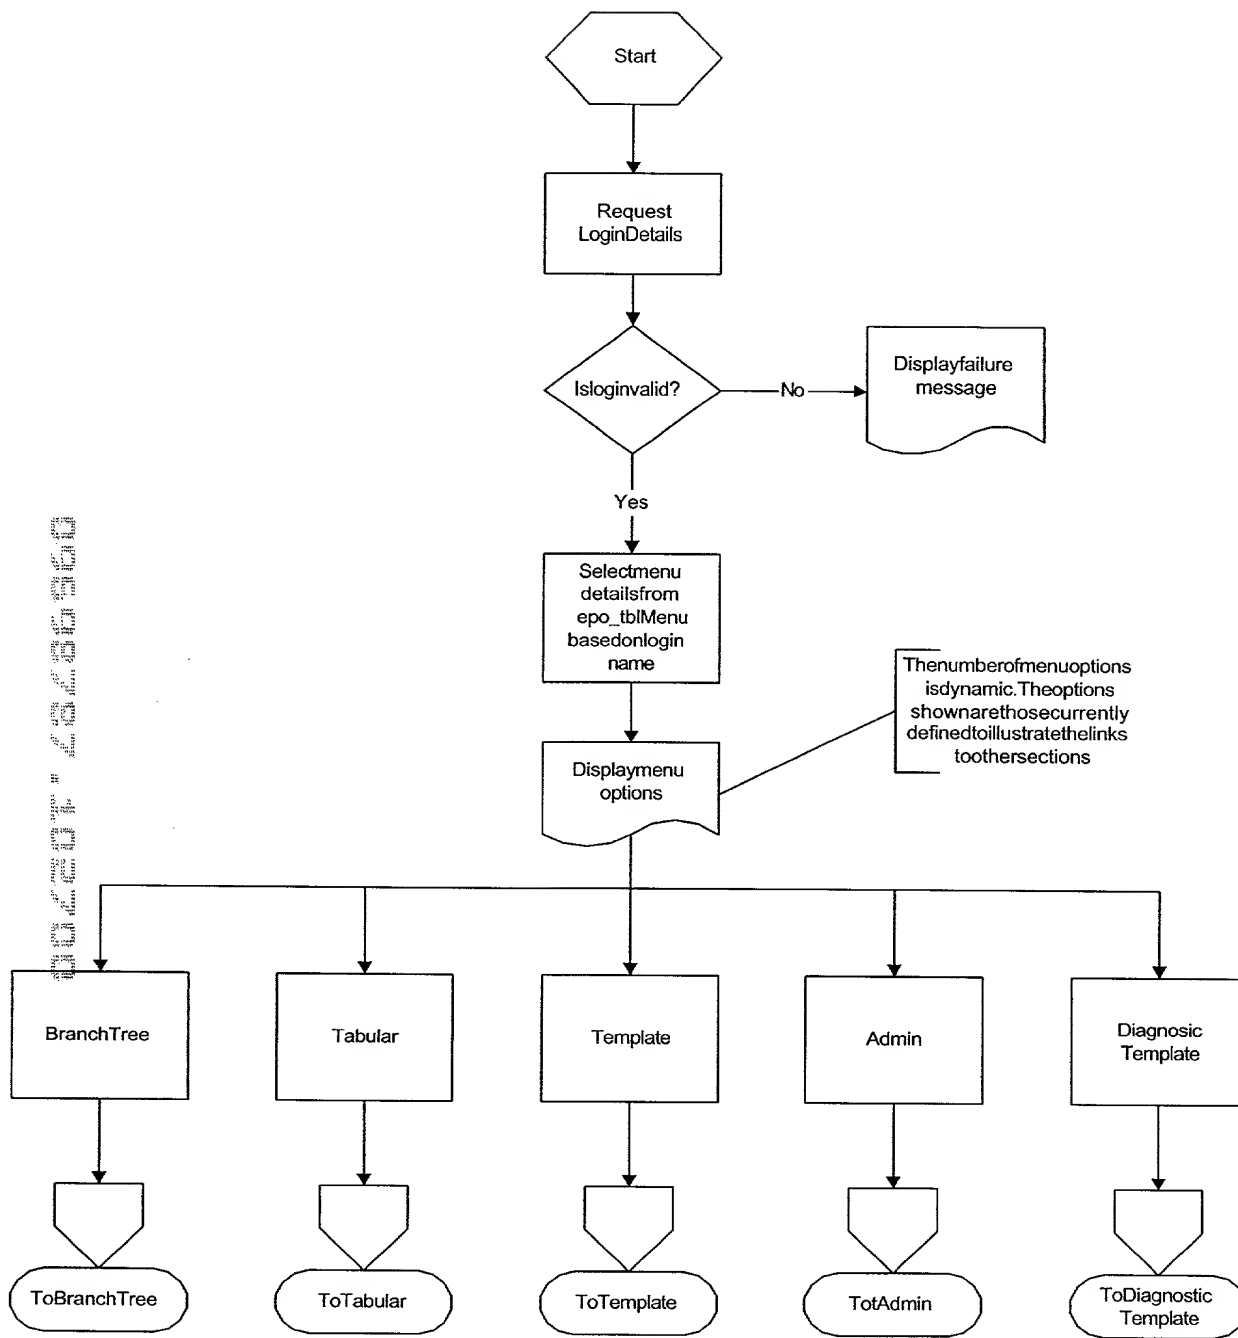 Start
Request
LoginDetails
Isloginvalid?
No
Displayfailure
message
Yes
Selectmenu
detailsfrom
epo_tblMenu
basedonlogin
name
Thenumberofmenuoptions
isdynamic.Theoptions
shownarethosecurrently
definedtoillustratethelinks
toothersections
Displaymenu
options
BranchTree
Tabular
Template
Admin
Diagnosic
Template
ToBranchTree
ToTabular
ToTemplate
TotAdmin
ToDiagnostic
Template